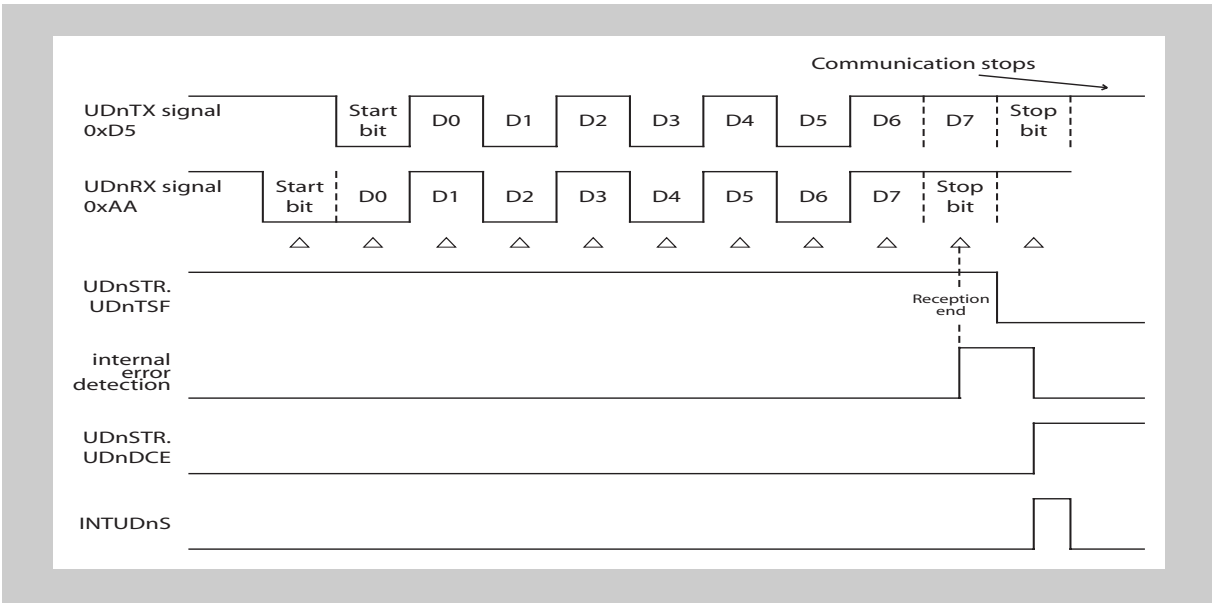 Communication stops
UDnTX signal
0xD5
Start
bit
D0
D1
D2
D3
D4
D5
D6
D7
Stop
bit
UDnRX signal
0xAA
Start
bit
D0
D1
D2
D3
D4
D5
D6
D7
Stop
bit
UDnSTR.
UDnTSF
Reception
end
internal
error
detection
UDnSTR.
UDnDCE
INTUDnS